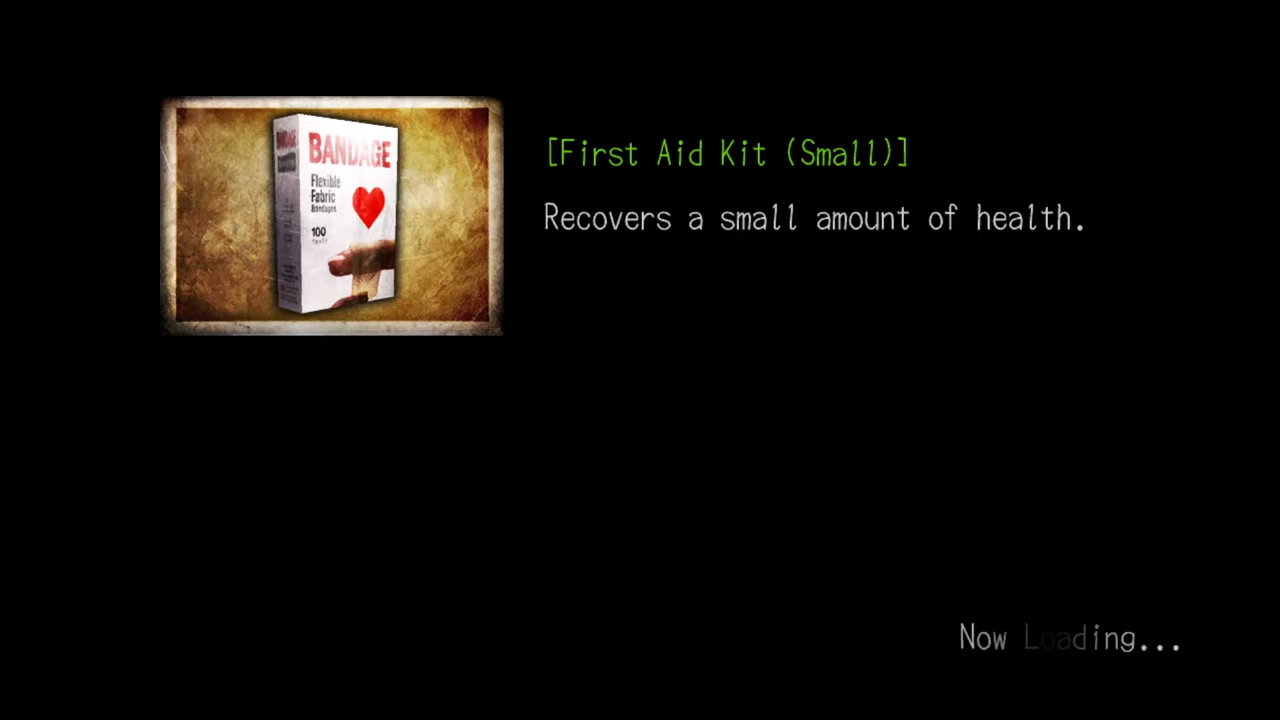 BANDAGE
Flexible
Fabric
Bandages
100
[First Aid Kit (Small)]
Recovers a small amount of health.
Now Loading...